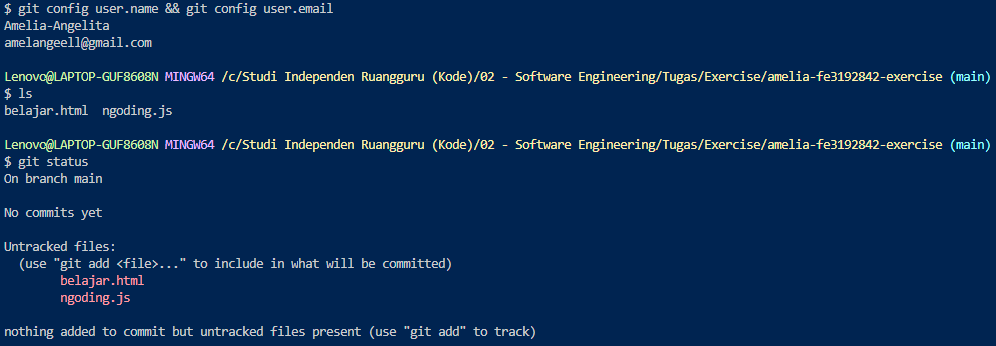 $ git config user.name && git config user.email
Amelia-Angelita
amelangeell@gmail.com
Lenovo@LAPTOP-GUF8608N MINGW64 /c/Studi Independen Ruangguru (Kode)/02 - Software Engineering/Tugas/Exercise/amelia-fe3192842-exercise (main)
$ ls
belajar.html  ngoding.js
Lenovo@LAPTOP-GUF8608N MINGW64 /c/Studi Independen Ruangguru (Kode)/02 - Software Engineering/Tugas/Exercise/amelia-fe3192842-exercise (main)
$ git status
On branch main
No commits yet
Untracked files:
  (use "git add <file>..." to include in what will be committed)
        belajar.html
        ngoding.js
nothing added to commit but untracked files present (use "git add" to track)